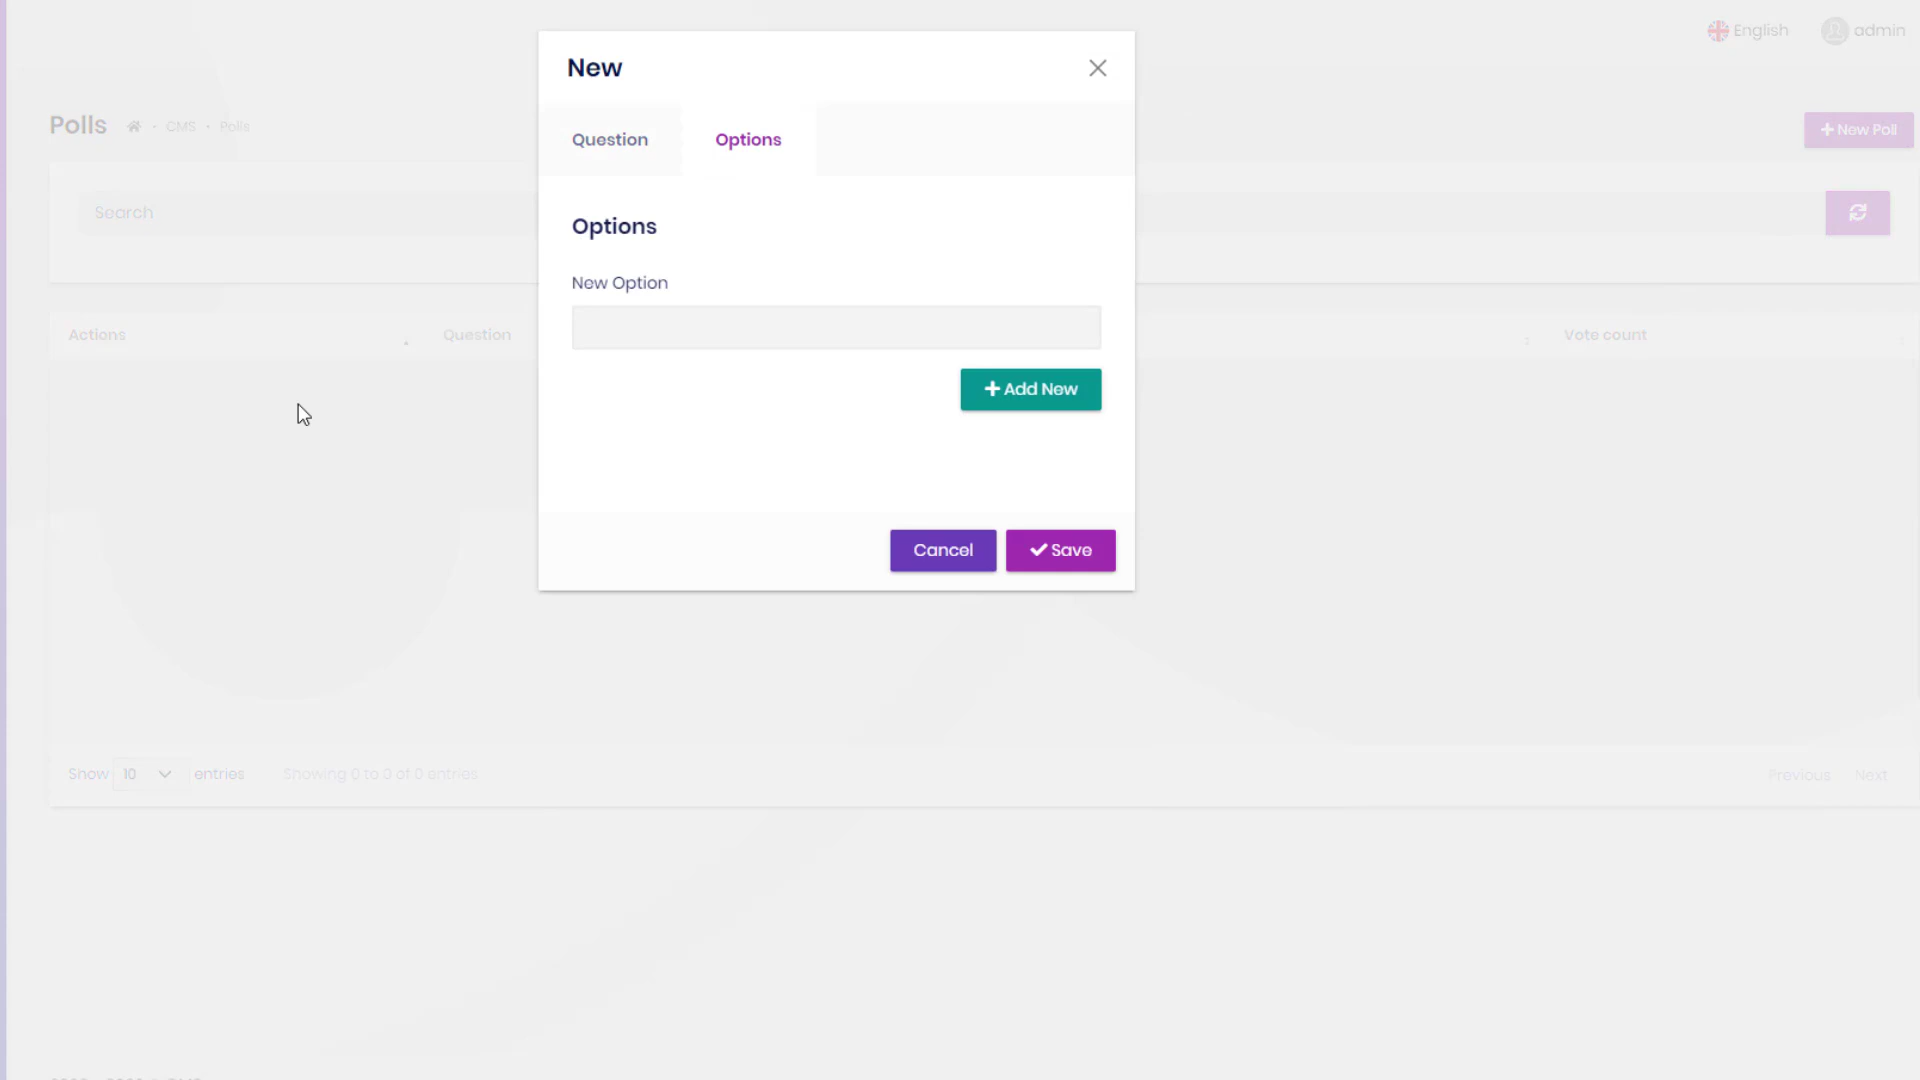 English
admin
New
Polls
CMS
Polls
New Poll
Question
Options
Search
Options
New Option
Actions
Question
Vote count
Add New
Cancel
Save
Show 10 entries
Showing 0 to 0 of 0 entries
Previous
Next